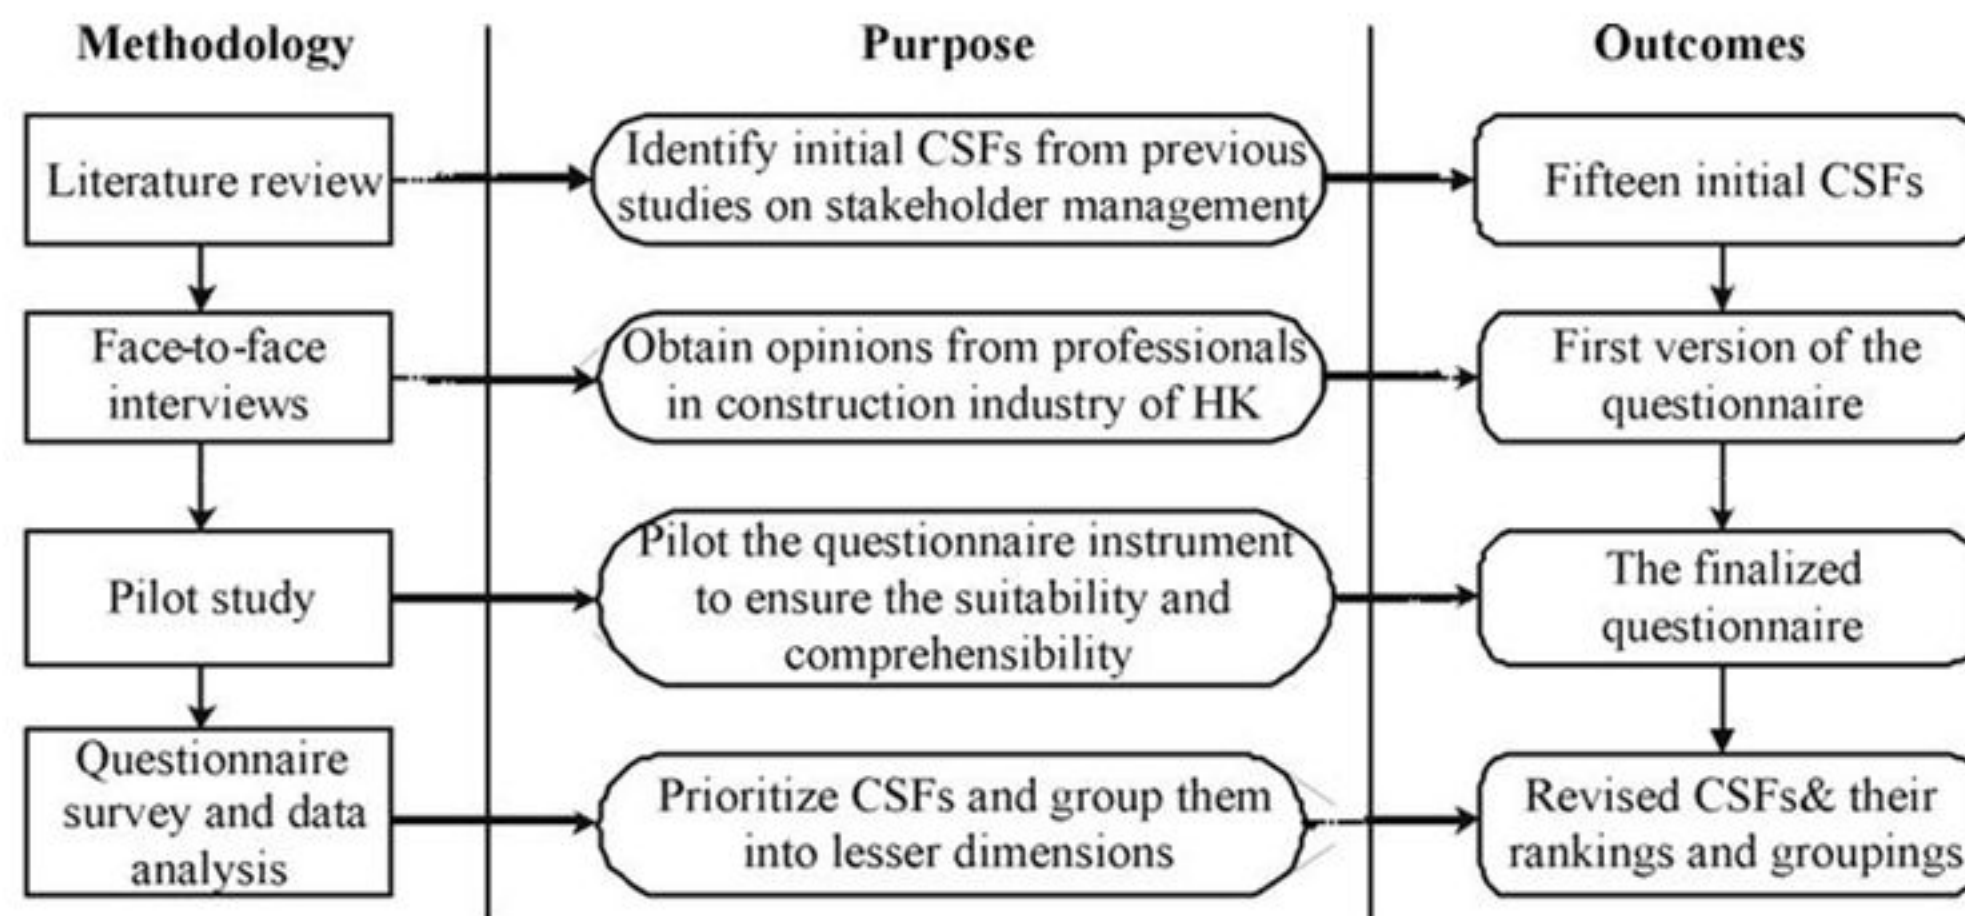 Methodology
Purpose
Outcomes
Literature review
Identify initial CSFs from previous
studies on stakeholder management
Fifteen initial CSFs
Face-to-face
interviews
Obtain opinions from professionals
in construction industry of HK
First version of the
questionnaire
Pilot study
Pilot the questionnaire instrument
to ensure the suitability and
comprehensibility
The finalized
questionnaire
Questionnaire
survey and data
analysis
Prioritize CSFs and group them
into lesser dimensions
Revised CSFs& their
rankings and groupings